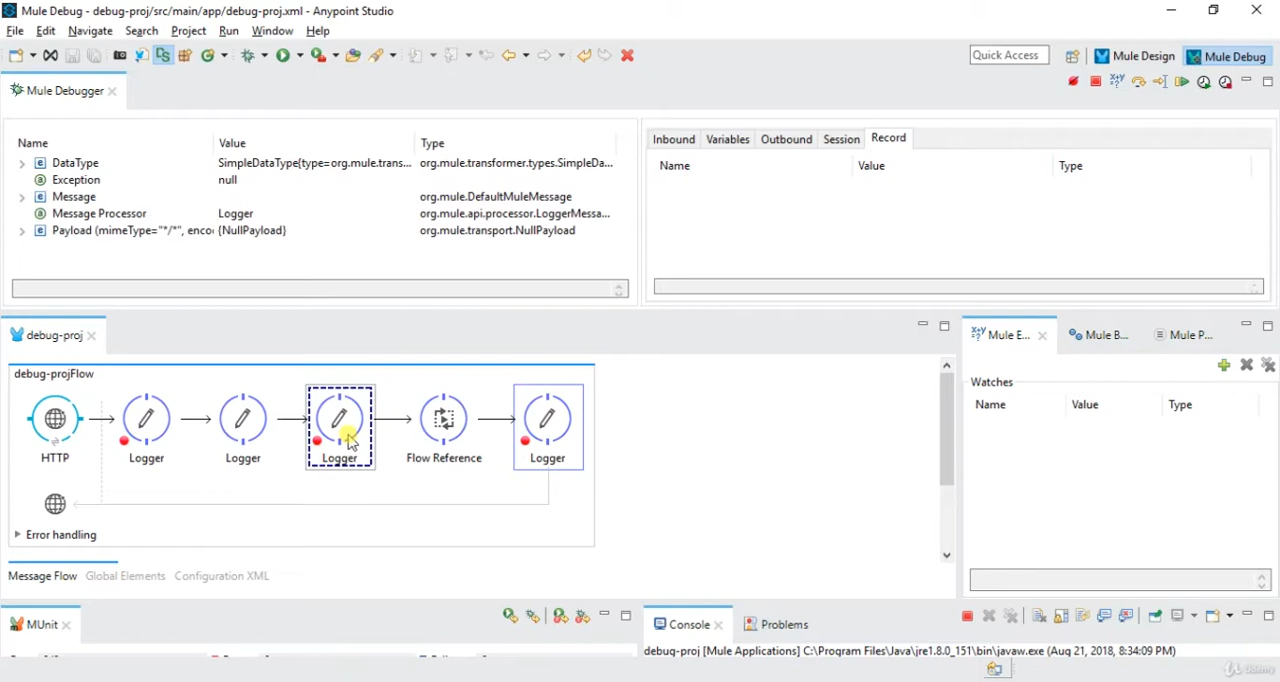 Mule Debug - debug-proj/src/main/app/debug-proj.xml - Anypoint Studio
File Edit Navigate Search Project Run Window Help
Quick Access Mule Design Mule Debug
Mule Debugger
Name Value Type
DataType SimpleDataType{type=org.mule.trans... org.mule.transformer.types.SimpleDa...
Exception null
Message org.mule.DefaultMuleMessage
Message Processor Logger org.mule.api.processor.LoggerMessa...
Payload (mimeType="*/*", enco {NullPayload} org.mule.transport.NullPayload
Inbound Variables Outbound Session Record
Name Value Type
debug-proj
debug-projFlow
HTTP Logger Logger Logger Flow Reference Logger
Error handling
Message Flow Global Elements Configuration XML
Mule E... Mule B... Mule P...
Watches
Name Value Type
MUnit
Console Problems
debug-proj [Mule Applications] C:\Program Files\Java\jre1.8.0_151\bin\javaw.exe (Aug 21, 2018, 8:34:09 PM)
Udemy